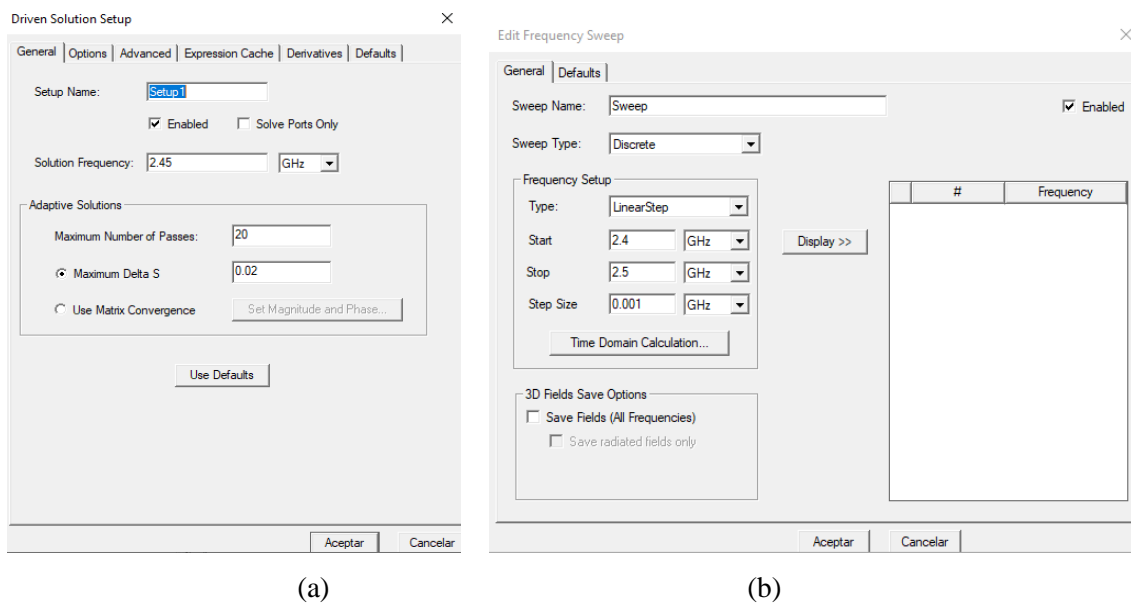 Driven Solution Setup
General Options Advanced Expression Cache Derivatives Defaults
Setup Name: Setup1
Enabled Solve Ports Only
Solution Frequency: 2.45 GHz
Adaptive Solutions
Maximum Number of Passes: 20
Maximum Delta S 0.02
Use Matrix Convergence Set Magnitude and Phase...
Use Defaults
Aceptar Cancelar
(a)
Edit Frequency Sweep
General Defaults
Sweep Name: Sweep Enabled
Sweep Type: Discrete
Frequency Setup
Type: LinearStep
Start 2.4 GHz
Stop 2.5 GHz
Step Size 0.001 GHz
Time Domain Calculation...
Display >>
# Frequency
3D Fields Save Options
Save Fields (All Frequencies)
Save radiated fields only
Aceptar Cancelar
(b)